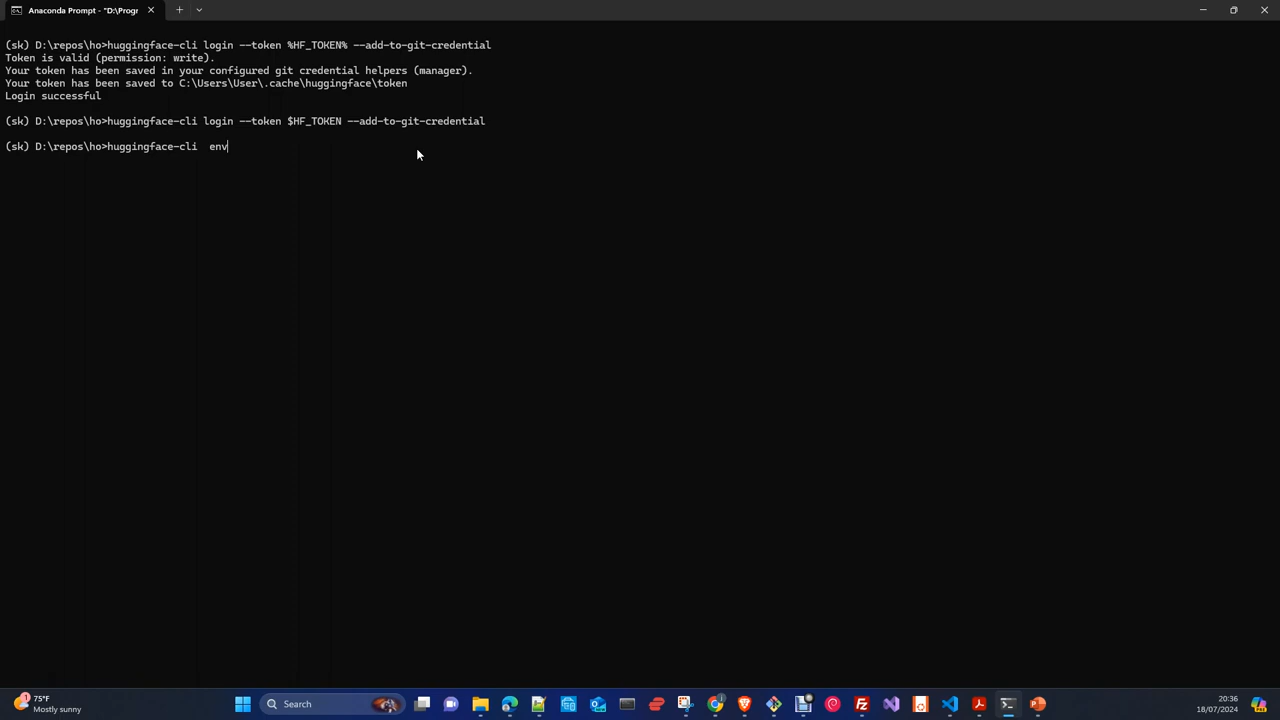 Anaconda Prompt - "D:\Progr
(sk) D:\repos\ho>huggingface-cli login --token %HF_TOKEN% --add-to-git-credential
Token is valid (permission: write).
Your token has been saved in your configured git credential helpers (manager).
Your token has been saved to C:\Users\User\.cache\huggingface\token
Login successful
(sk) D:\repos\ho>huggingface-cli login --token $HF_TOKEN --add-to-git-credential
(sk) D:\repos\ho>huggingface-cli  env
1
75°F
Mostly sunny
Search
20:36
18/07/2024